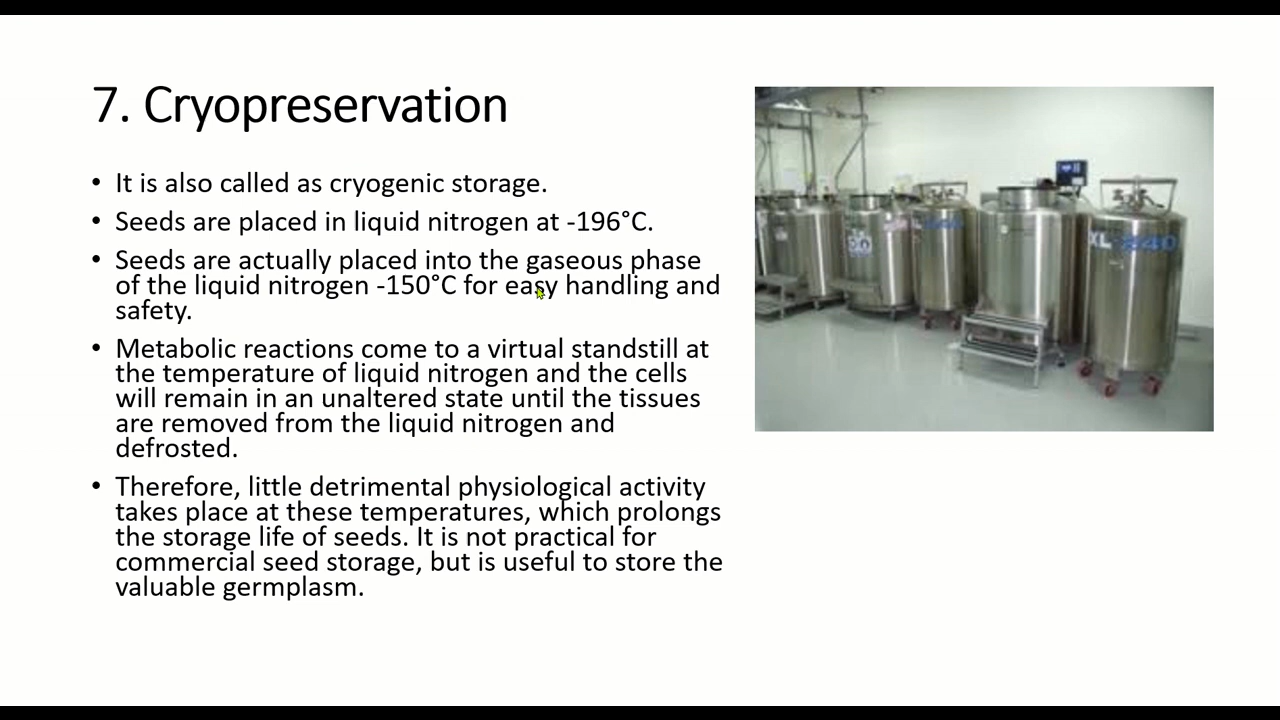 7. Cryopreservation
• It is also called as cryogenic storage.
• Seeds are placed in liquid nitrogen at -196°C.
• Seeds are actually placed into the gaseous phase
of the liquid nitrogen -150°C for easy handling and
safety.
• Metabolic reactions come to a virtual standstill at
the temperature of liquid nitrogen and the cells
will remain in an unaltered state until the tissues
are removed from the liquid nitrogen and
defrosted.
• Therefore, little detrimental physiological activity
takes place at these temperatures, which prolongs
the storage life of seeds. It is not practical for
commercial seed storage, but is useful to store the
valuable germplasm.
XL